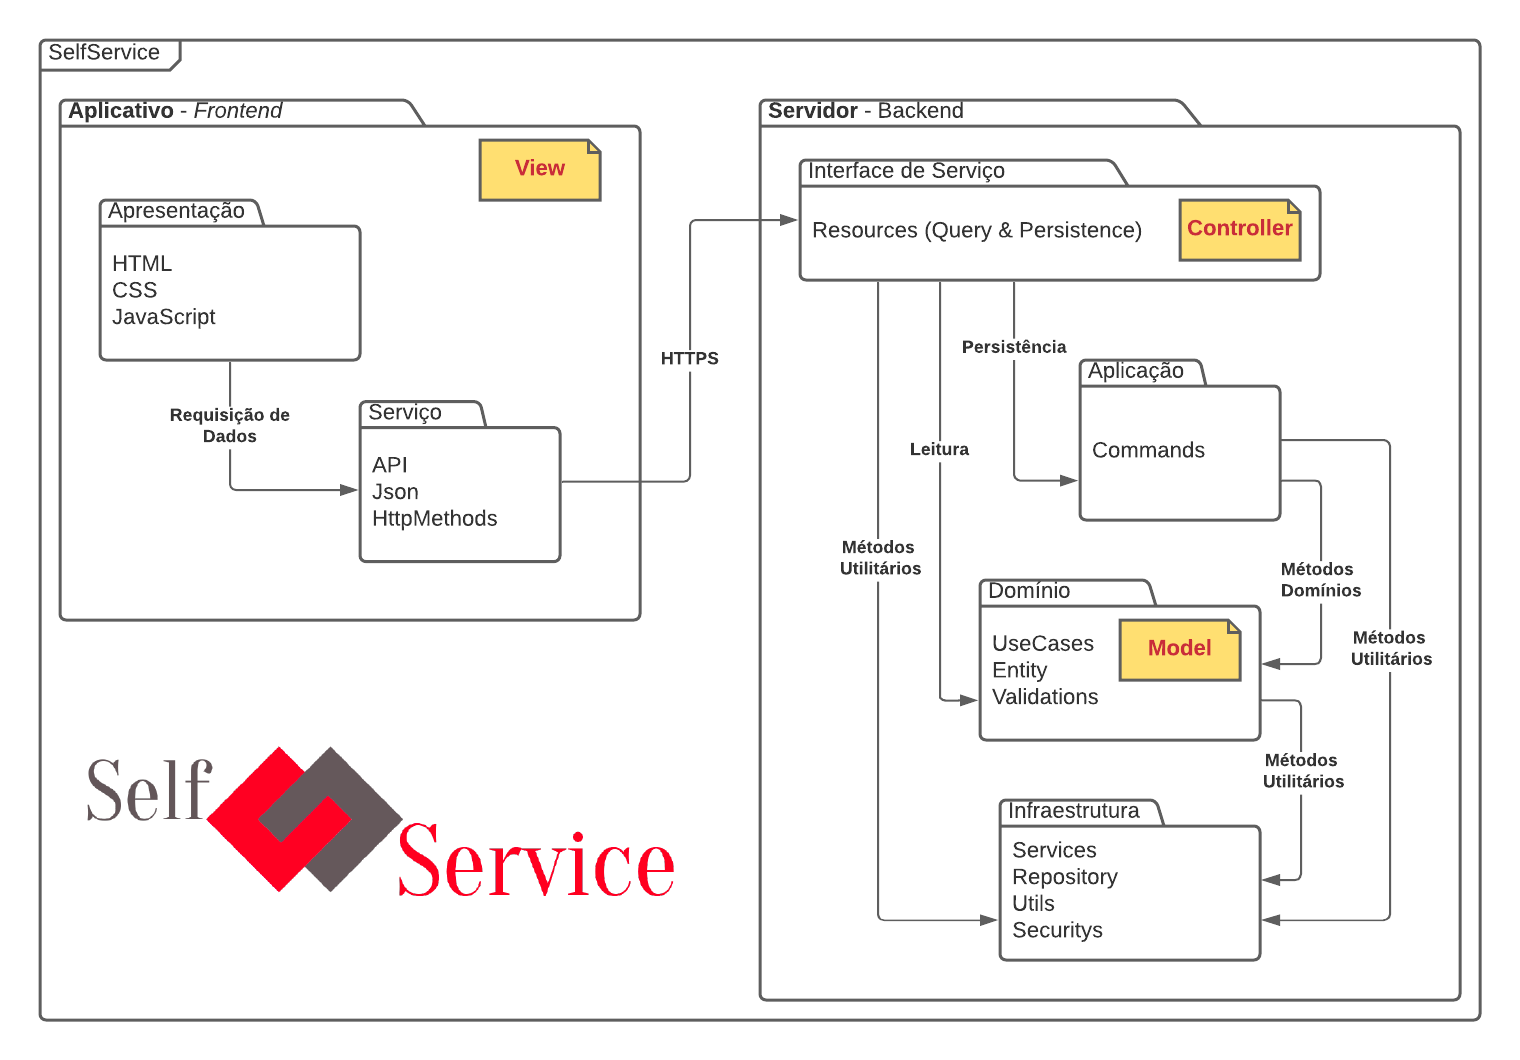 SelfService
Aplicativo - Frontend
View
Apresentação
HTML
CSS
JavaScript
Requisição de
Dados
Serviço
API
Json
HttpMethods
HTTPS
Servidor - Backend
Interface de Serviço
Resources (Query & Persistence)
Controller
Persistência
Leitura
Métodos
Utilitários
Aplicação
Commands
Métodos
Domínios
Métodos
Utilitários
Domínio
Model
UseCases
Entity
Validations
Métodos
Utilitários
Infraestrutura
Services
Repository
Utils
Securitys
Self
Service